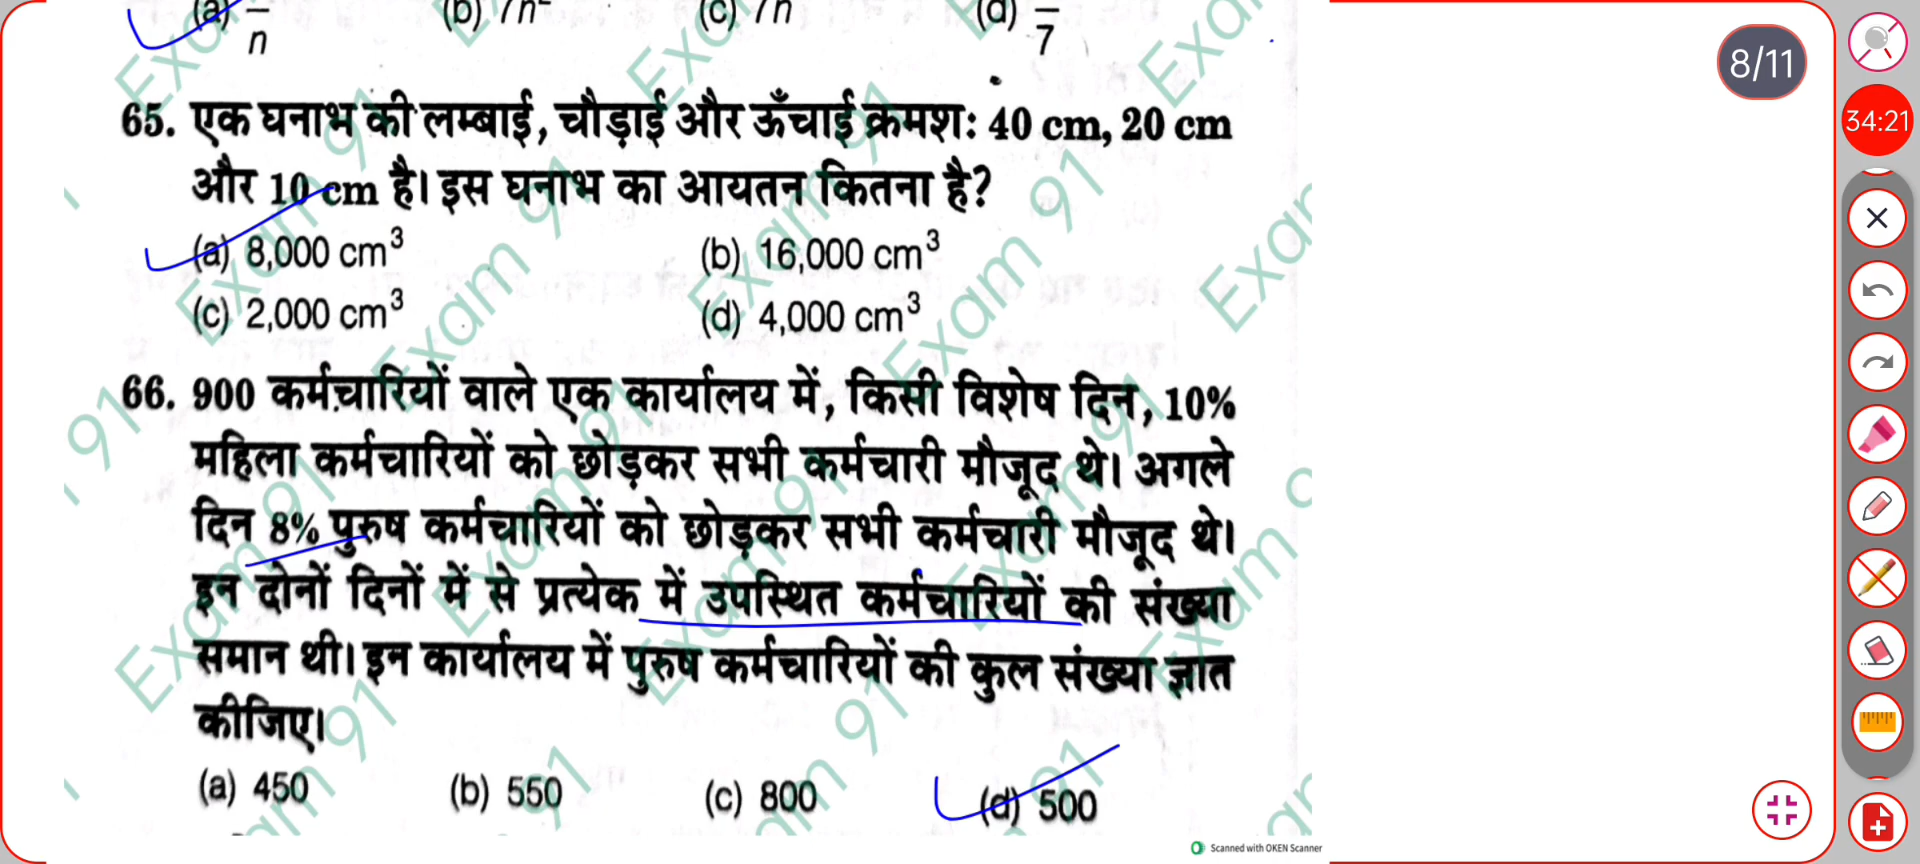 (a) — n (b) 7n² (c) 7n (d) — 7
8/11
34:21
65. एक घनाभ की लम्बाई, चौड़ाई और ऊँचाई क्रमश: 40 cm, 20 cm
और 10 cm है। इस घनाभ का आयतन कितना है?
(a) 8,000 cm³ (b) 16,000 cm³
(c) 2,000 cm³ (d) 4,000 cm³
66. 900 कर्मचारियों वाले एक कार्यालय में, किसी विशेष दिन, 10%
महिला कर्मचारियों को छोड़कर सभी कर्मचारी मौजूद थे। अगले
दिन 8% पुरुष कर्मचारियों को छोड़कर सभी कर्मचारी मौजूद थे।
इन दोनों दिनों में से प्रत्येक में उपस्थित कर्मचारियों की संख्या
समान थी। इन कार्यालय में पुरुष कर्मचारियों की कुल संख्या ज्ञात
कीजिए।
(a) 450 (b) 550 (c) 800 (d) 500
Scanned with OKEN Scanner
Exam 91